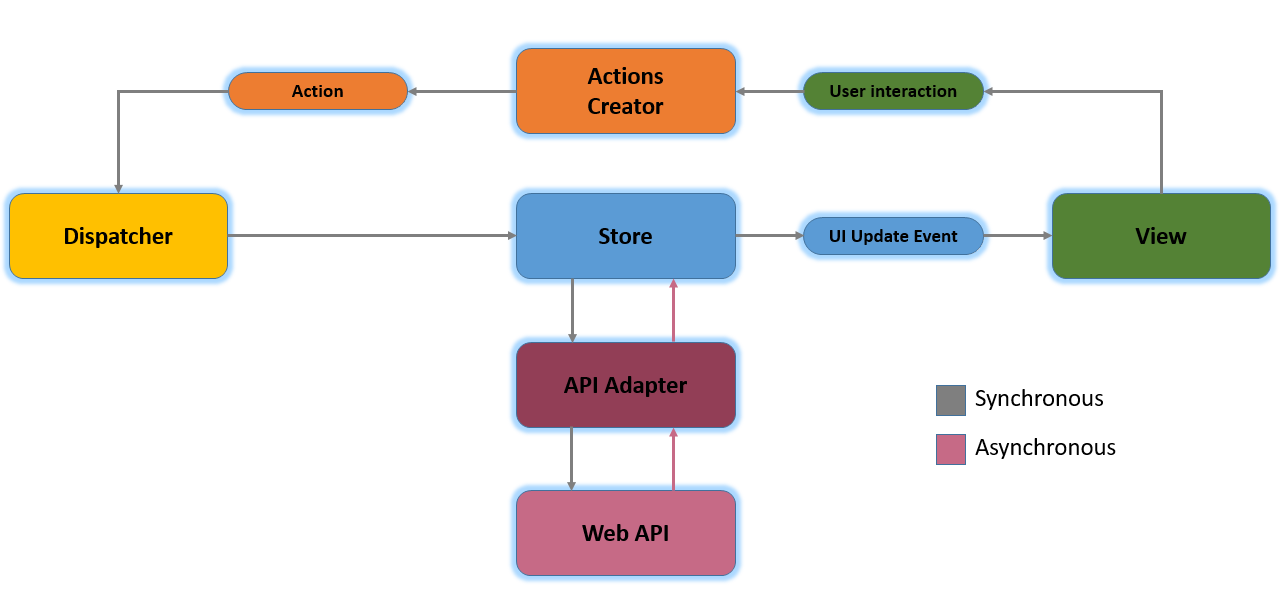 Actions
Creator
Action
User interaction
Dispatcher
Store
UI Update Event
View
API Adapter
Synchronous
Asynchronous
Web API